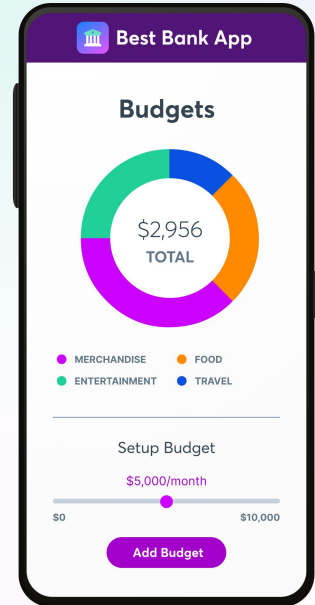 Best Bank App
Budgets
$2,956
TOTAL
MERCHANDISE
FOOD
ENTERTAINMENT
TRAVEL
Setup Budget
$5,000/month
$0
$10,000
Add Budget